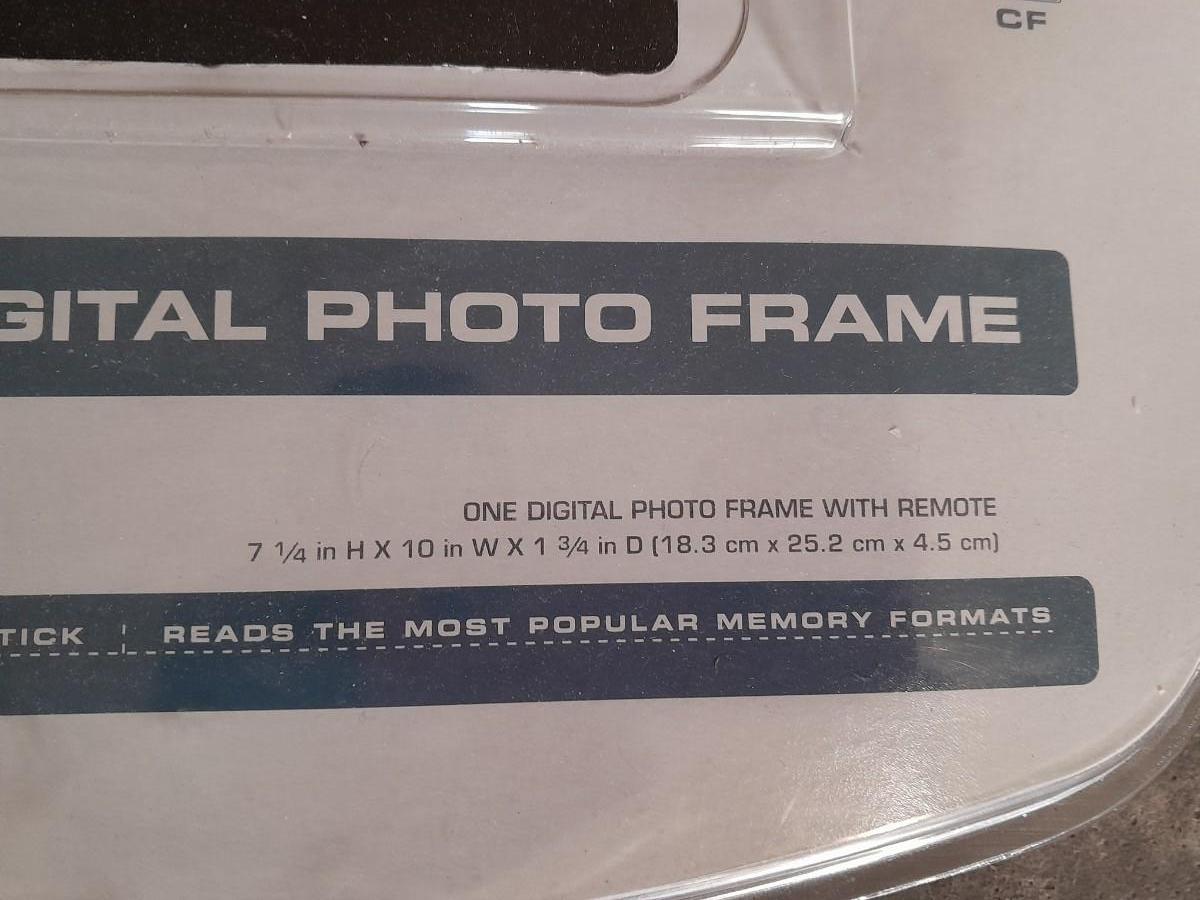 CF
GITAL PHOTO FRAME
ONE DIGITAL PHOTO FRAME WITH REMOTE
7 1/4 in H X 10 in W X 1 3/4 in D (18.3 cm x 25.2 cm x 4.5 cm)
TICK ¦ READS THE MOST POPULAR MEMORY FORMATS